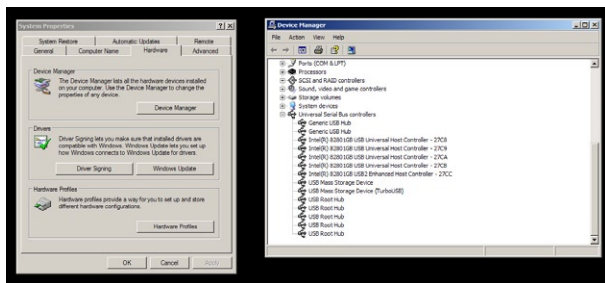 System Properties
System Restore Automatic Updates Remote
General Computer Name Hardware Advanced
Device Manager
The Device Manager lists all the hardware devices installed
on your computer. Use the Device Manager to change the
properties of any device.
Device Manager
Drivers
Driver Signing lets you make sure that installed drivers are
compatible with Windows. Windows Update lets you set up
how Windows connects to Windows Update for drivers.
Driver Signing Windows Update
Hardware Profiles
Hardware profiles provide a way for you to set up and store
different hardware configurations.
Hardware Profiles
OK Cancel Apply
Device Manager
File Action View Help
Ports (COM & LPT)
Processors
SCSI and RAID controllers
Sound, video and game controllers
Storage volumes
System devices
Universal Serial Bus controllers
Generic USB Hub
Generic USB Hub
Intel(R) 82801GB USB Universal Host Controller - 27C8
Intel(R) 82801GB USB Universal Host Controller - 27C9
Intel(R) 82801GB USB Universal Host Controller - 27CA
Intel(R) 82801GB USB Universal Host Controller - 27CB
Intel(R) 82801GB USB2 Enhanced Host Controller - 27CC
USB Mass Storage Device
USB Mass Storage Device (TurboUSB)
USB Root Hub
USB Root Hub
USB Root Hub
USB Root Hub
USB Root Hub